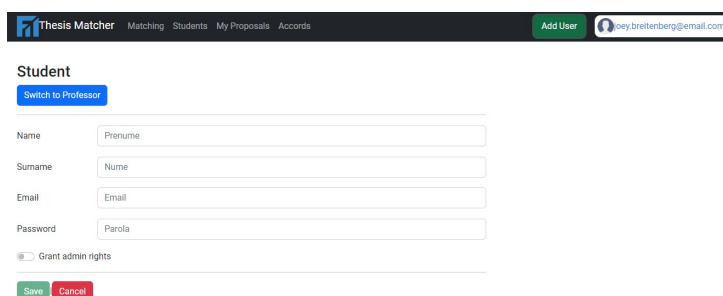 Thesis Matcher Matching Students My Proposals Accords Add User joey.breitenberg@email.com
Student
Switch to Professor
Name Prenume
Surname Nume
Email Email
Password Parola
Grant admin rights
Save Cancel